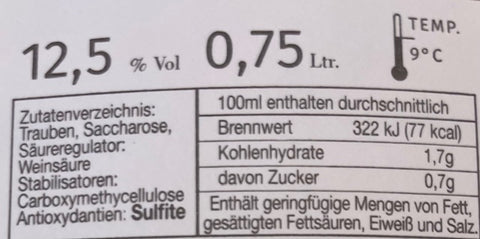 12,5 % Vol 0,75 Ltr.
TEMP.
9°C
Zutatenverzeichnis:
Trauben, Saccharose,
Säureregulator:
Weinsäure
Stabilisatoren:
Carboxymethycellulose
Antioxydantien: Sulfite
100ml enthalten durchschnittlich
Brennwert 322 kJ (77 kcal)
Kohlenhydrate 1,7g
davon Zucker 0,7g
Enthält geringfügige Mengen von Fett,
gesättigten Fettsäuren, Eiweiß und Salz.